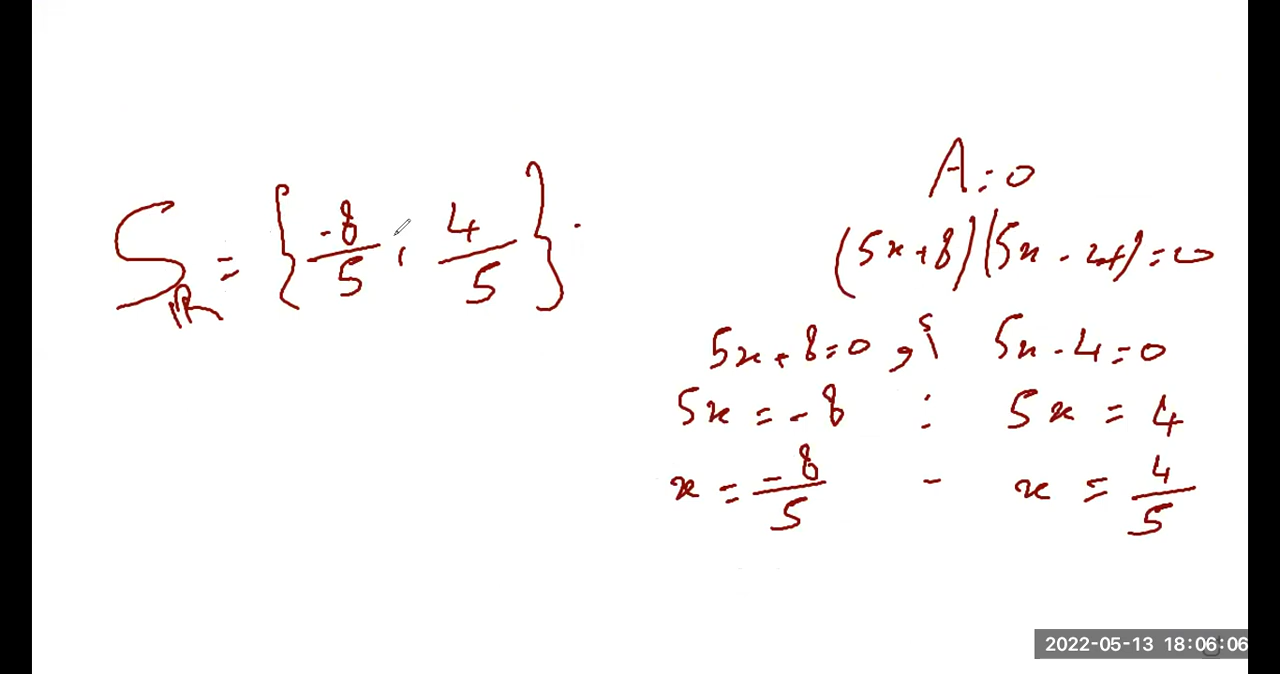 A = 0
(5x+8)(5x-4)=0
5x+8=0 أو 5x-4=0
5x = -8 : 5x = 4
x = -8/5 - x = 4/5
S_ℝ = { -8/5 , 4/5 } .
2022-05-13 18:06:06